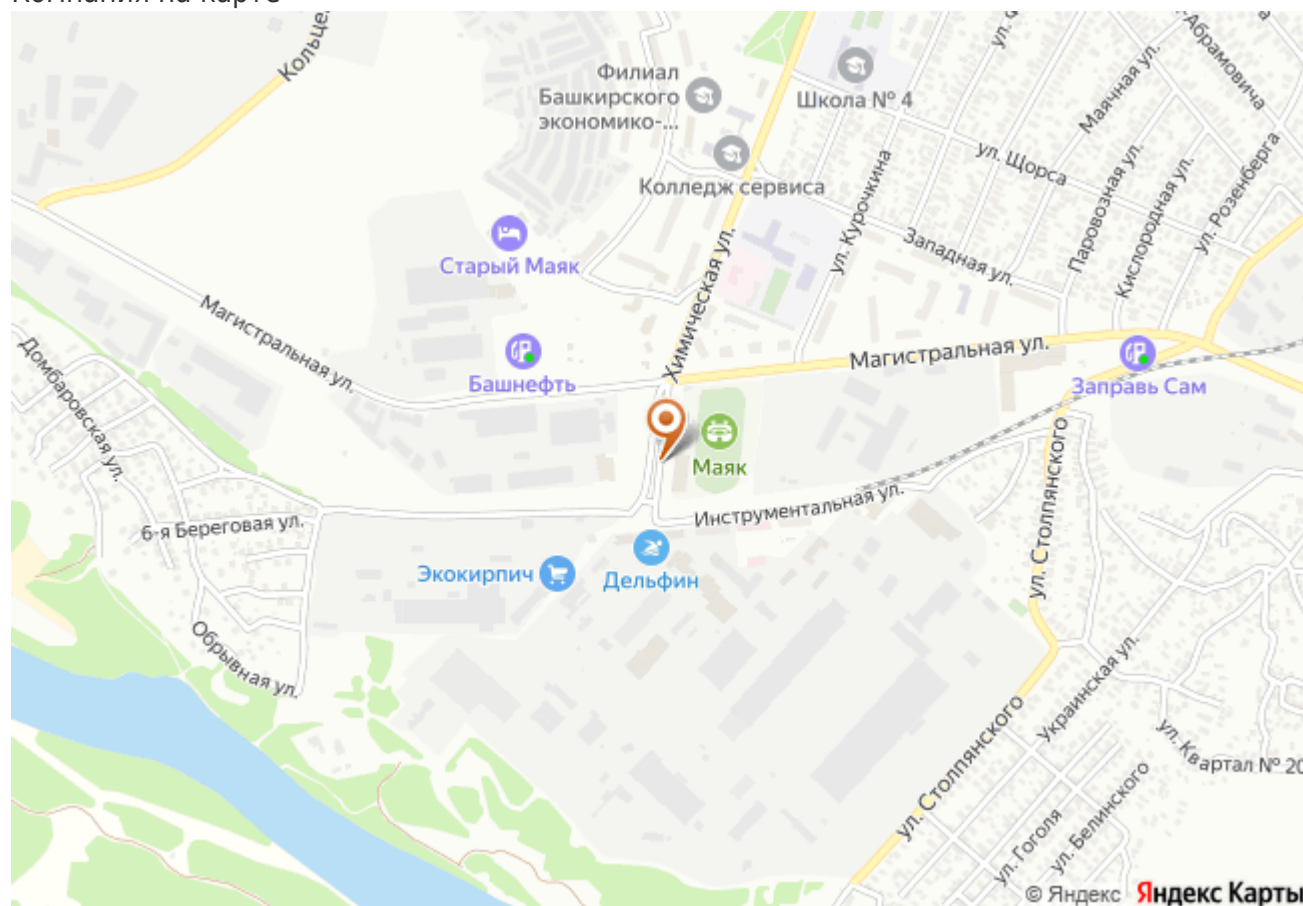 Компания на карте
Кольце
ул. Ф
Абрамовича
Филиал
Башкирского
экономико-...
Школа № 4
Маячная ул.
ул. Щорса
Колледж сервиса
ул. Курочкина
Паровозная ул.
Кислородная ул.
ул. Розенберга
Западная ул.
Старый Маяк
Химическая ул.
Магистральная ул.
Магистральная ул.
Башнефть
Заправь Сам
Домбаровская ул.
Маяк
ул. Столпянского
Инструментальная ул.
6-я Береговая ул.
Экокирпич
Дельфин
Обрывная ул.
Украинская ул.
ул. Столпянского
ул. Квартал № 20
ул. Гоголя
ул. Белинского
© Яндекс Яндекс Карты